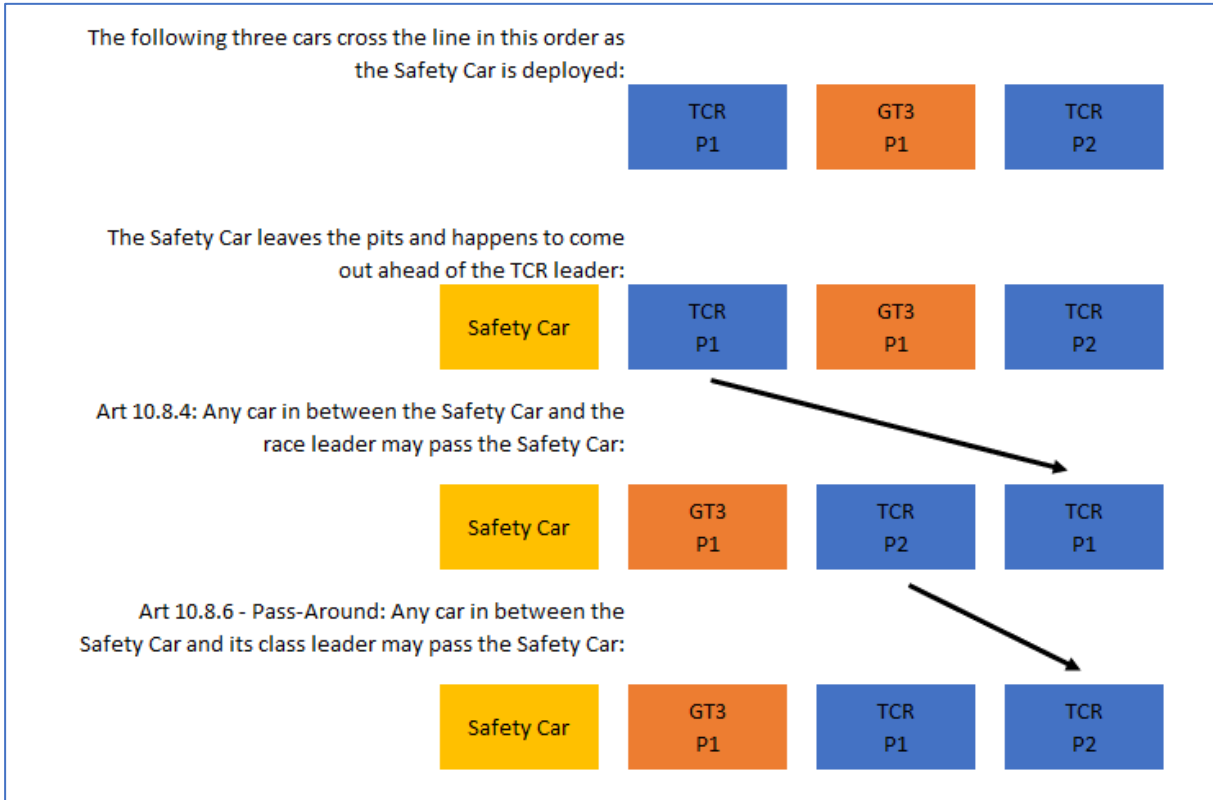 The following three cars cross the line in this order as
the Safety Car is deployed:
TCR
P1
GT3
P1
TCR
P2
The Safety Car leaves the pits and happens to come
out ahead of the TCR leader:
Safety Car
TCR
P1
GT3
P1
TCR
P2
Art 10.8.4: Any car in between the Safety Car and the
race leader may pass the Safety Car:
Safety Car
GT3
P1
TCR
P2
TCR
P1
Art 10.8.6 - Pass-Around: Any car in between the
Safety Car and its class leader may pass the Safety Car:
Safety Car
GT3
P1
TCR
P1
TCR
P2